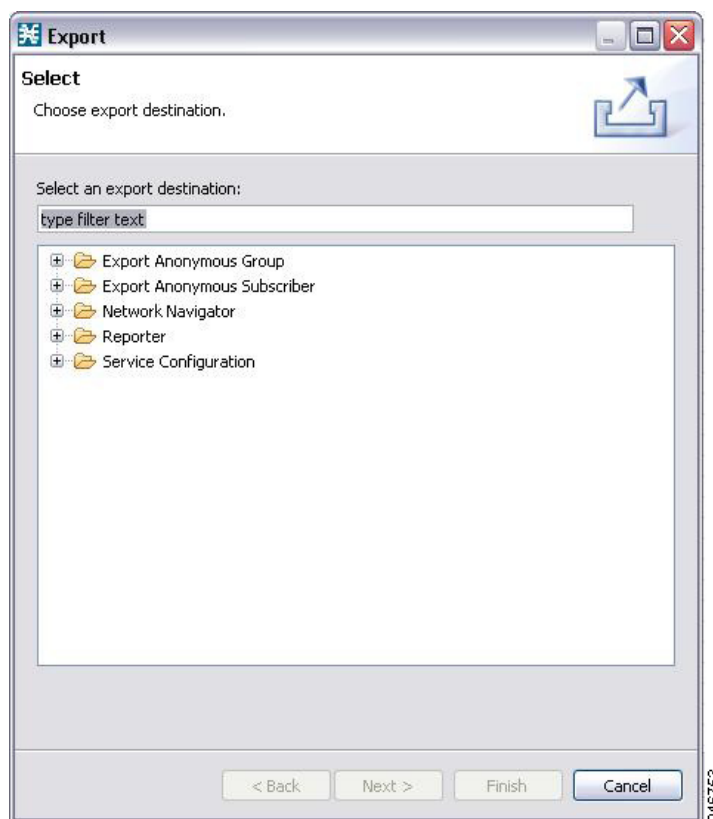 Export
Select
Choose export destination.
Select an export destination:
type filter text
Export Anonymous Group
Export Anonymous Subscriber
Network Navigator
Reporter
Service Configuration
< Back Next > Finish Cancel